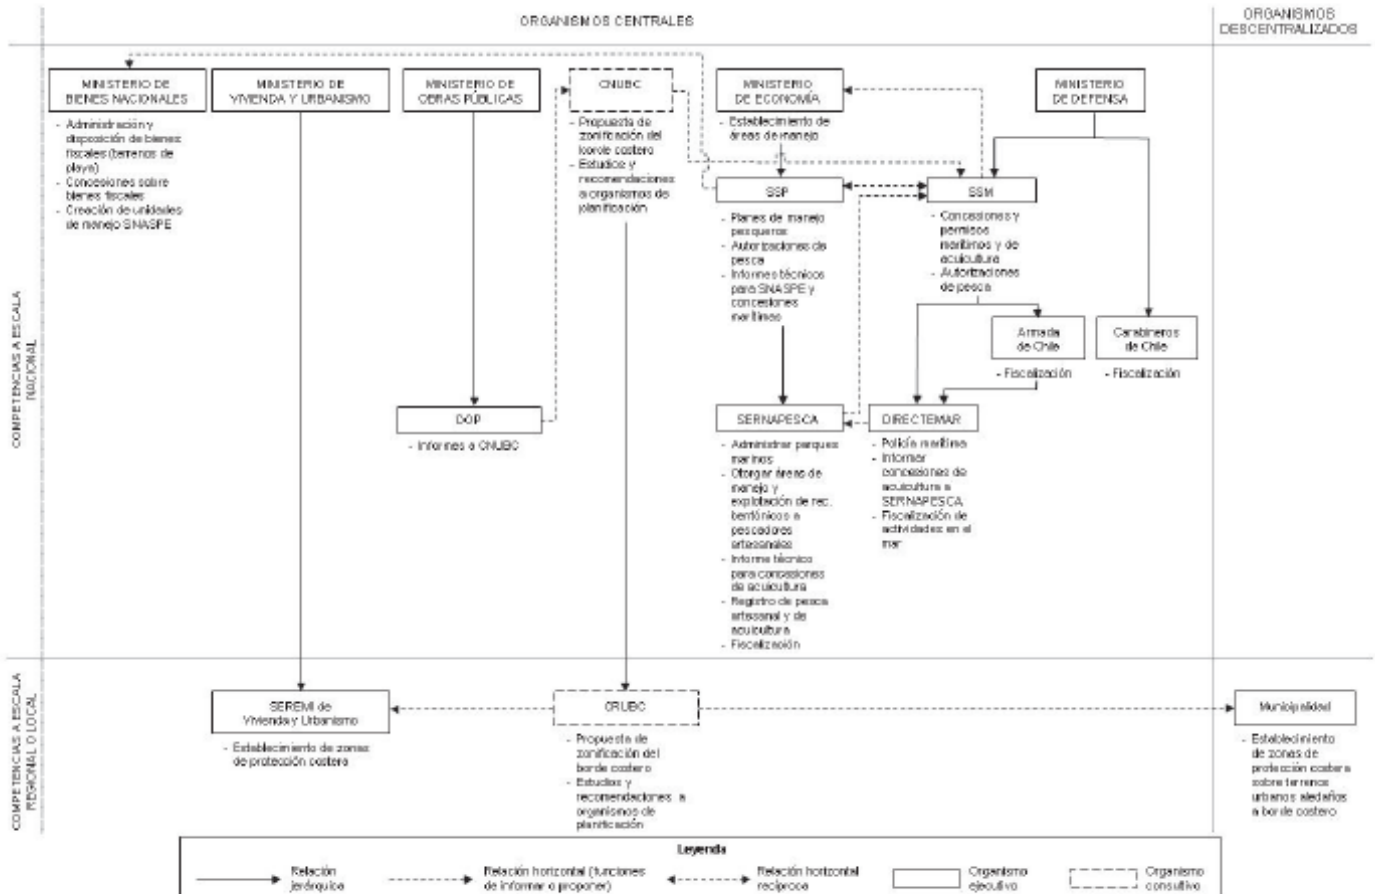 ORGANISMOS CENTRALES
ORGANISMOS
DESCENTRALIZADOS
COMPETENCIAS A ESCALA
NACIONAL
MINISTERIO DE
BIENES NACIONALES
- Administración y
disposición de bienes
fiscales (terrenos de
playa)
- Concesiones sobre
bienes fiscales
- Creación de unidades
de manejo SNASPE
MINISTERIO DE
VIVIENDA Y URBANISMO
MINISTERIO DE
OBRAS PÚBLICAS
CNUBC
- Propuesta de
zonificación del
borde costero
- Estudios y
recomendaciones
a organismos de
planificación
MINISTERIO
DE ECONOMÍA
- Establecimiento de
áreas de manejo
MINISTERIO
DE DEFENSA
SSP
- Planes de manejo
pesqueros
- Autorizaciones de
pesca
- Informes técnicos
para SNASPE y
concesiones
marítimas
SSM
- Concesiones y
permisos
marítimos y de
acuicultura
- Autorizaciones
de pesca
Armada
de Chile
- Fiscalización
Carabineros
de Chile
- Fiscalización
DOP
- Informes a CNUBC
SERNAPESCA
- Administrar parques
marinos
- Otorgar áreas de
manejo y
explotación de rec.
bentónicos a
pescadores
artesanales
- Informe técnico
para concesiones
de acuicultura
- Registro de pesca
artesanal y de
acuicultura
- Fiscalización
DIRECTEMAR
- Policía marítima
- Informar
concesiones de
acuicultura a
SERNAPESCA
- Fiscalización de
actividades en el
mar
COMPETENCIAS A ESCALA
REGIONAL O LOCAL
SEREMI de
Vivienda y Urbanismo
- Establecimiento de zonas
de protección costera
CRUBC
- Propuesta de
zonificación del
borde costero
- Estudios y
recomendaciones a
organismos de
planificación
Municipalidad
- Establecimiento
de zonas de
protección costera
sobre terrenos
urbanos aledaños
a borde costero
Leyenda
Relación
jerárquica
Relación horizontal (funciones
de informar o proponer)
Relación horizontal
recíproca
Organismo
ejecutivo
Organismo
consultivo